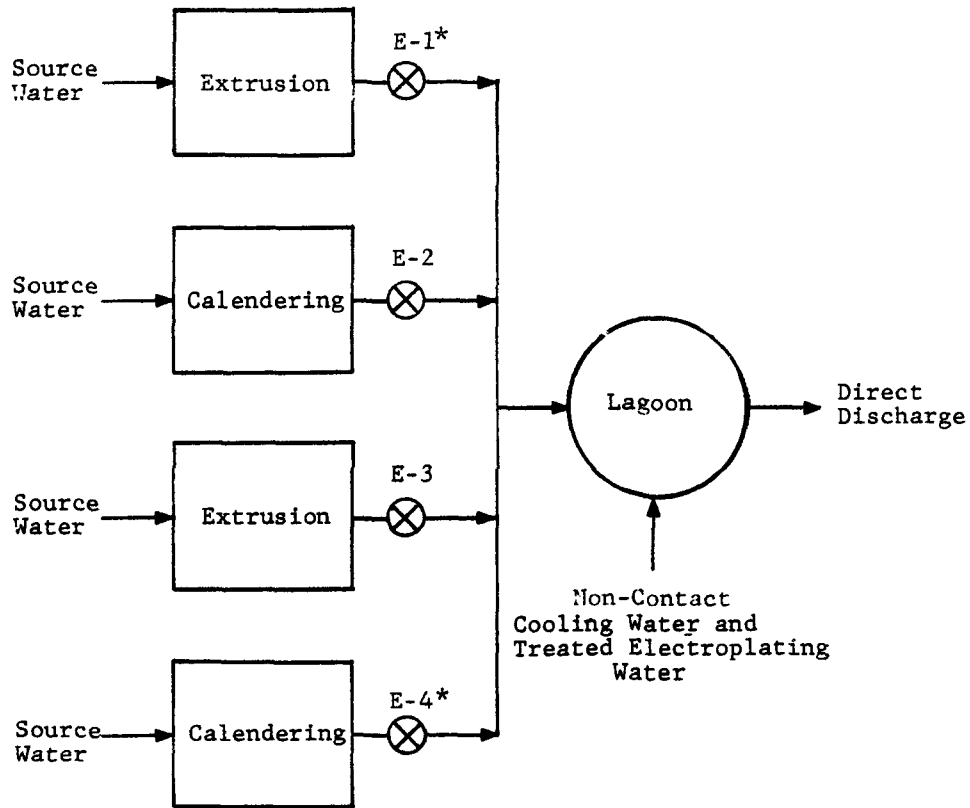 E-1*
Source
Water
Extrusion
E-2
Source
Water
Calendering
Lagoon
Direct
Discharge
E-3
Source
Water
Extrusion
Non-Contact
Cooling Water and
Treated Electroplating
Water
E-4*
Source
Water
Calendering